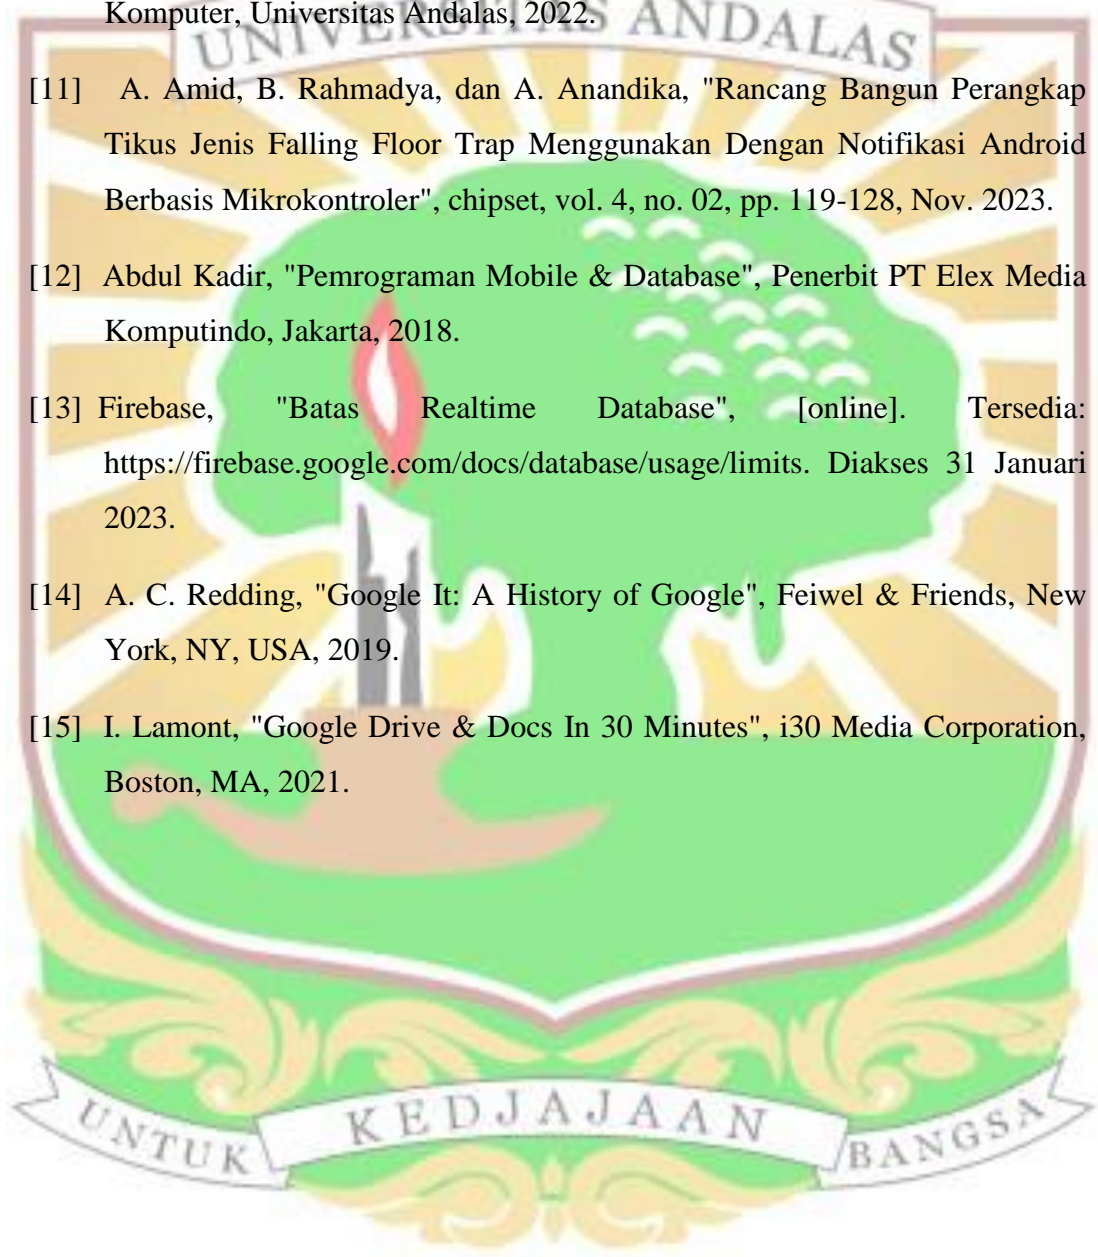 Komputer, Universitas Andalas, 2022.
UNIVERSITAS ANDALAS
[11] A. Amid, B. Rahmadya, dan A. Anandika, "Rancang Bangun Perangkap
Tikus Jenis Falling Floor Trap Menggunakan Dengan Notifikasi Android
Berbasis Mikrokontroler", chipset, vol. 4, no. 02, pp. 119-128, Nov. 2023.
[12] Abdul Kadir, "Pemrograman Mobile & Database", Penerbit PT Elex Media
Komputindo, Jakarta, 2018.
[13] Firebase, "Batas Realtime Database", [online]. Tersedia:
https://firebase.google.com/docs/database/usage/limits. Diakses 31 Januari
2023.
[14] A. C. Redding, "Google It: A History of Google", Feiwel & Friends, New
York, NY, USA, 2019.
[15] I. Lamont, "Google Drive & Docs In 30 Minutes", i30 Media Corporation,
Boston, MA, 2021.
UNTUK KEDJAJAAN BANGSA